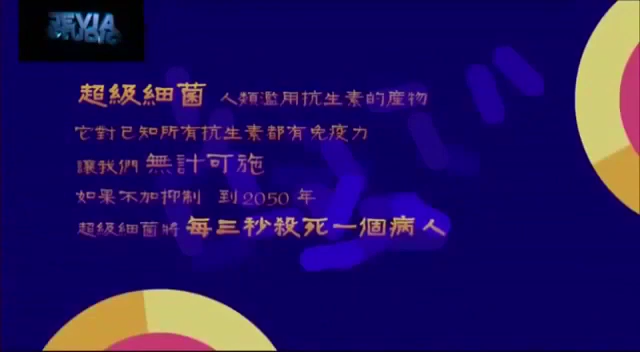 JEVIA
STUDIO
超級細菌 人類濫用抗生素的產物
它對已知所有抗生素都有免疫力
讓我們 無計可施
如果不加抑制 到2050年
超級細菌將 每三秒殺死一個病人